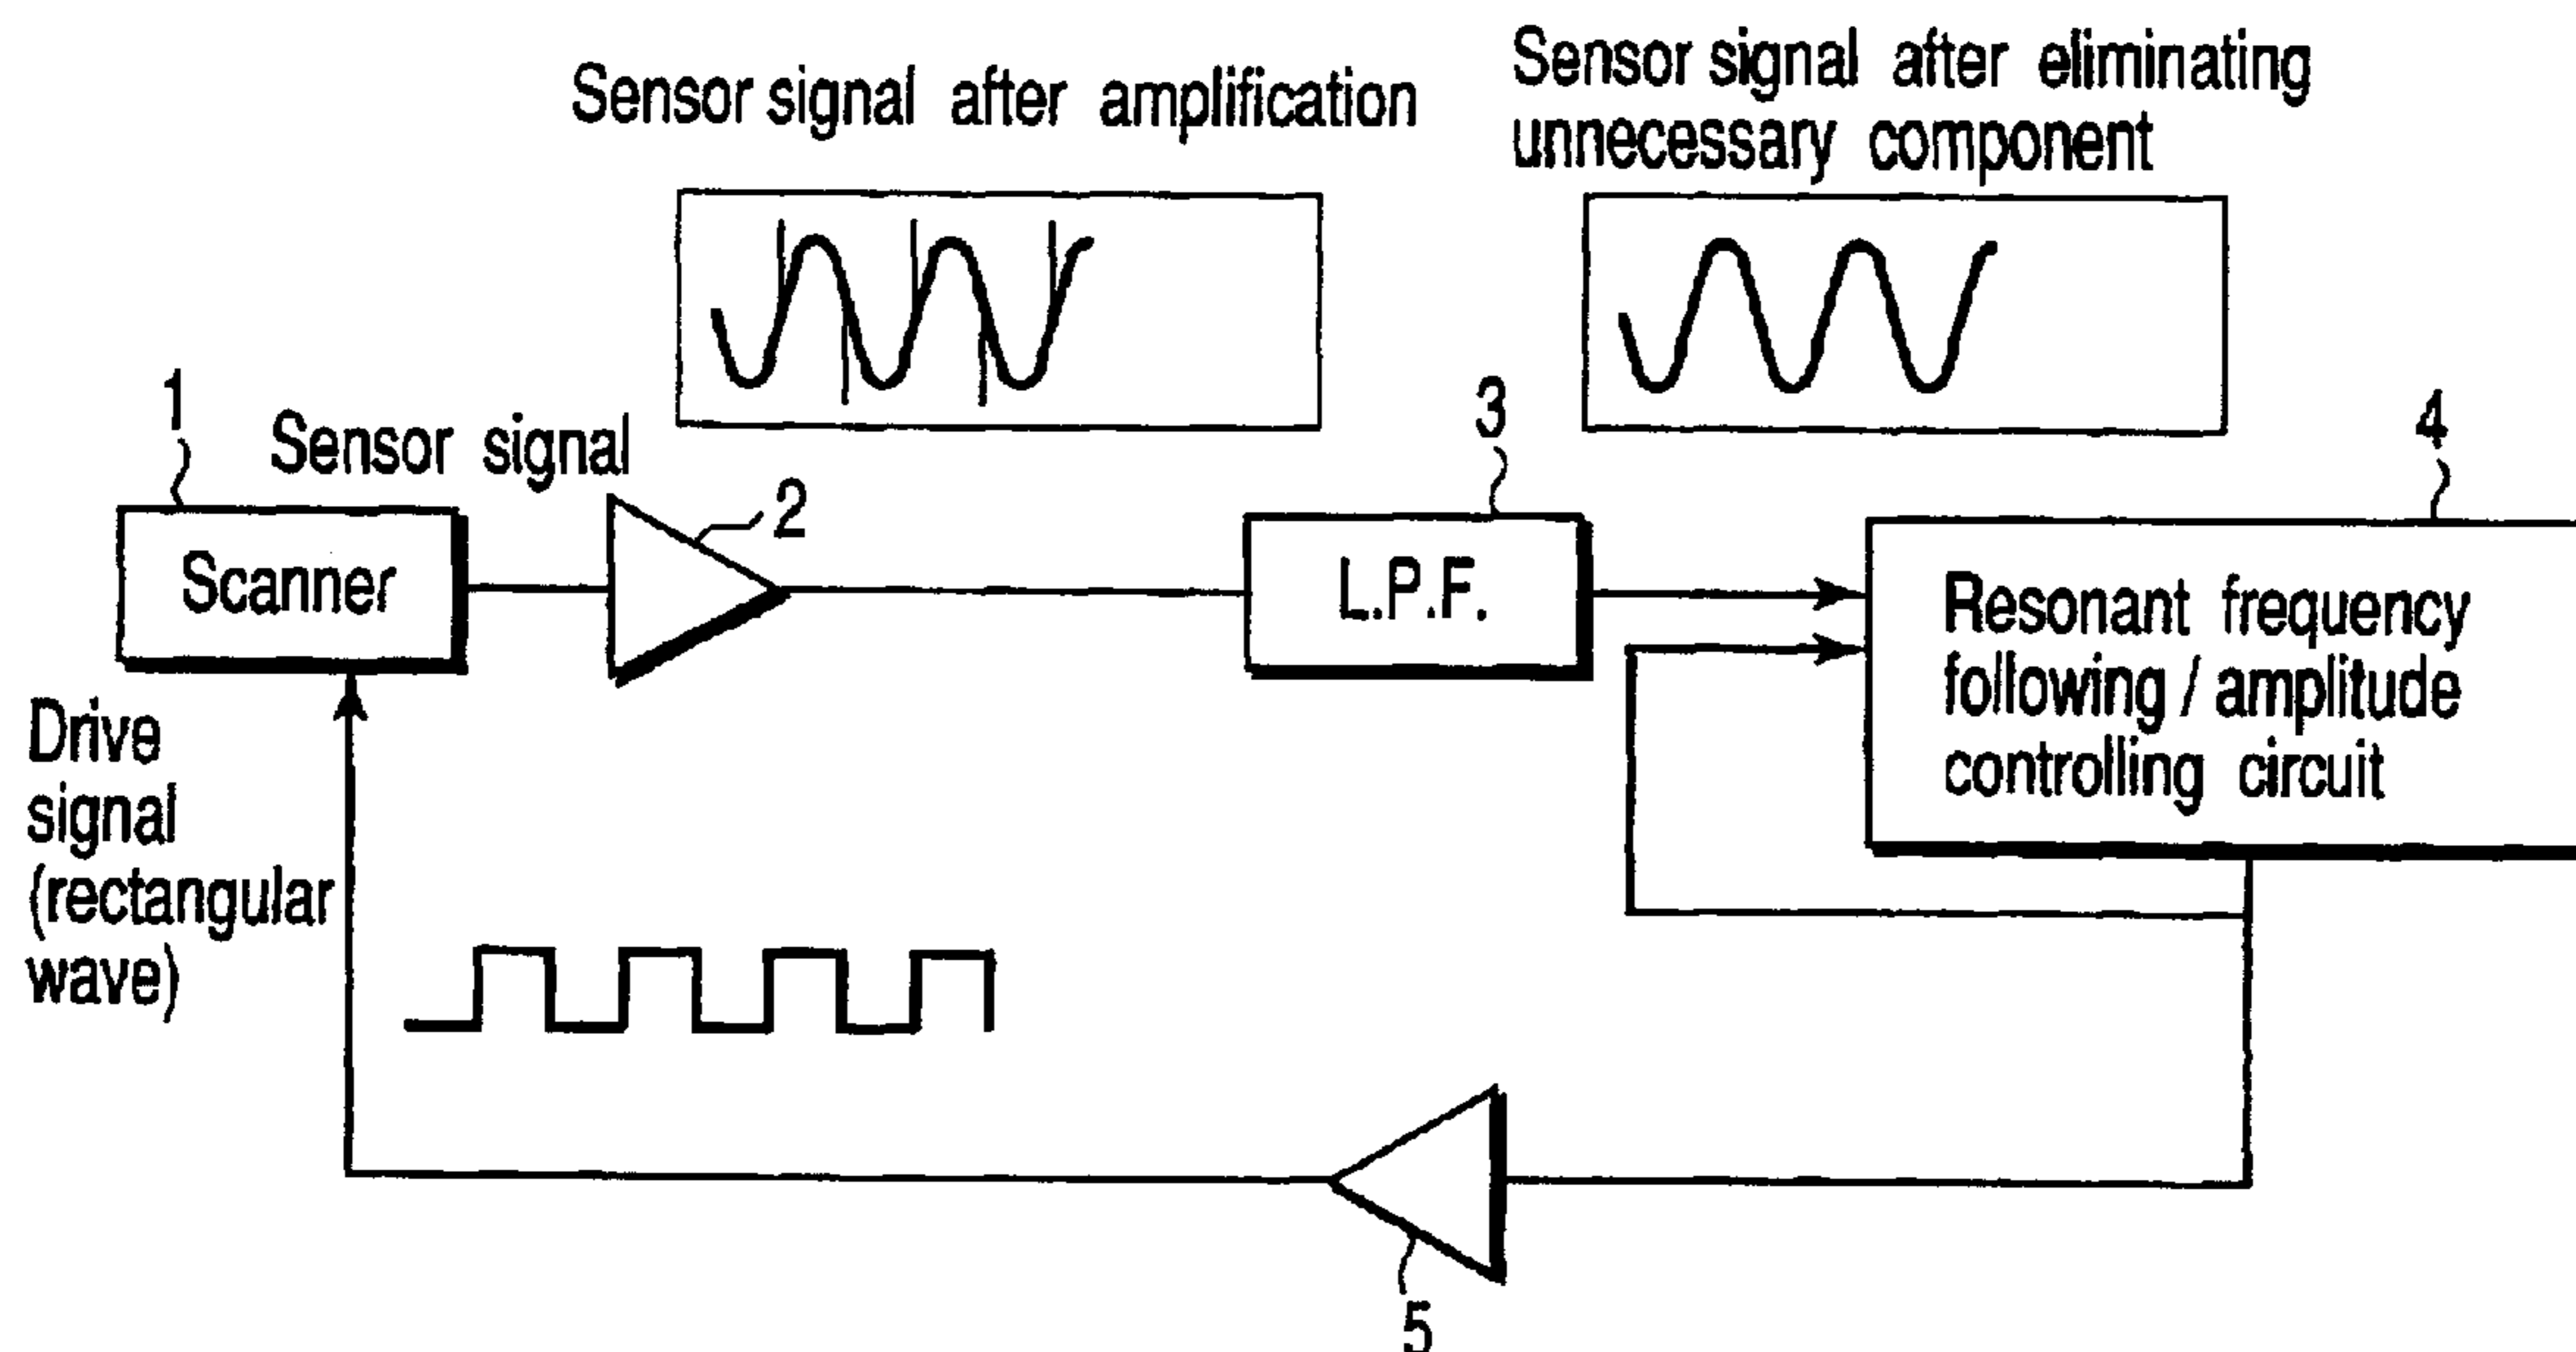 Sensor signal after amplification
Sensor signal after eliminating
unnecessary component
1
Sensor signal
2
3
4
Scanner
L.P.F.
Resonant frequency
following / amplitude
controlling circuit
Drive
signal
(rectangular
wave)
5